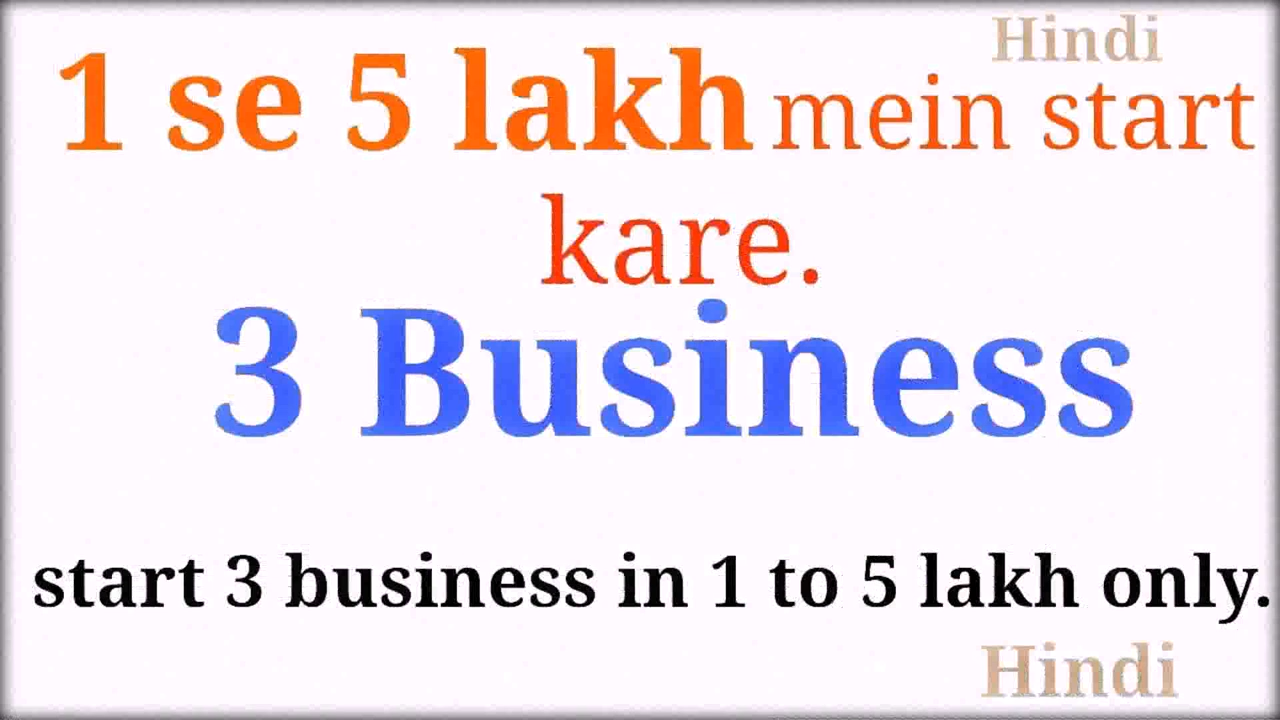 Hindi
1 se 5 lakh mein start
kare.
3 Business
start 3 business in 1 to 5 lakh only.
Hindi